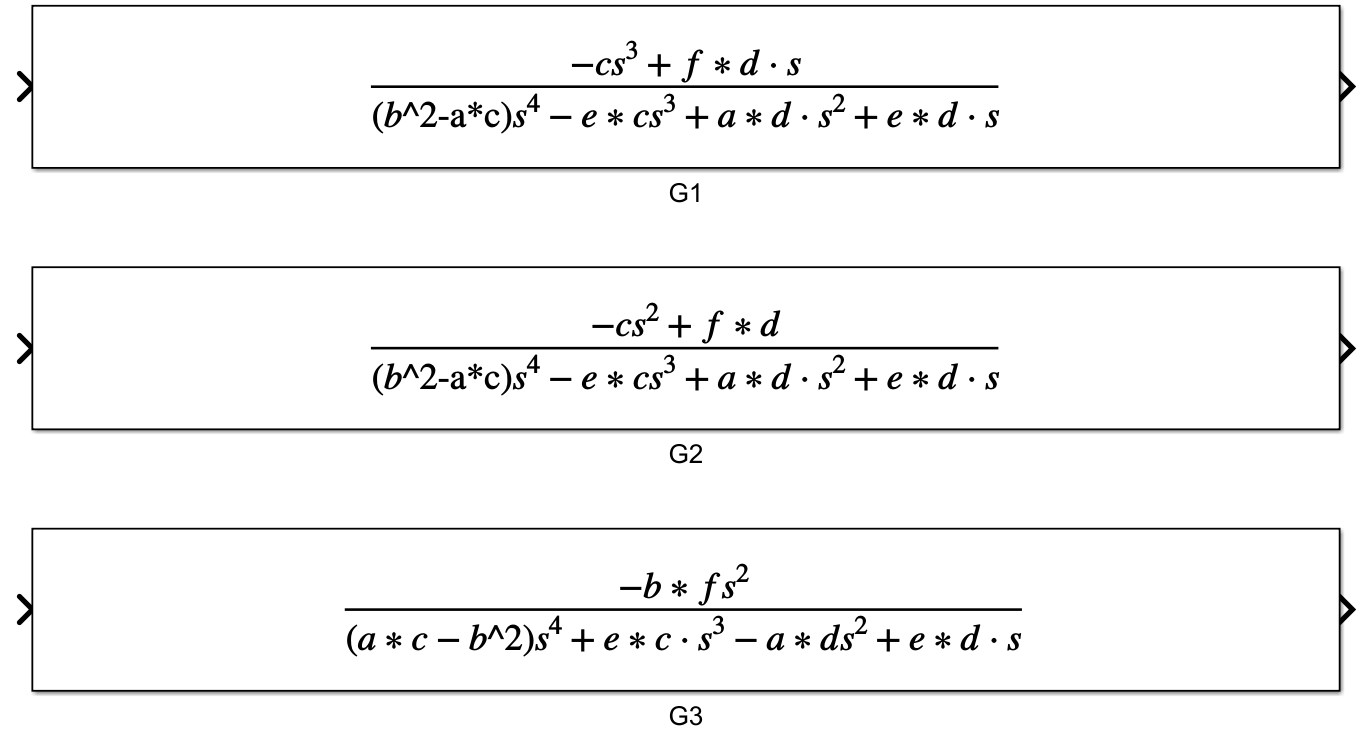 −cs³ + f * d · s
(b^2-a*c)s⁴ − e * cs³ + a * d · s² + e * d · s
G1
−cs² + f * d
(b^2-a*c)s⁴ − e * cs³ + a * d · s² + e * d · s
G2
−b * fs²
(a * c − b^2)s⁴ + e * c · s³ − a * ds² + e * d · s
G3